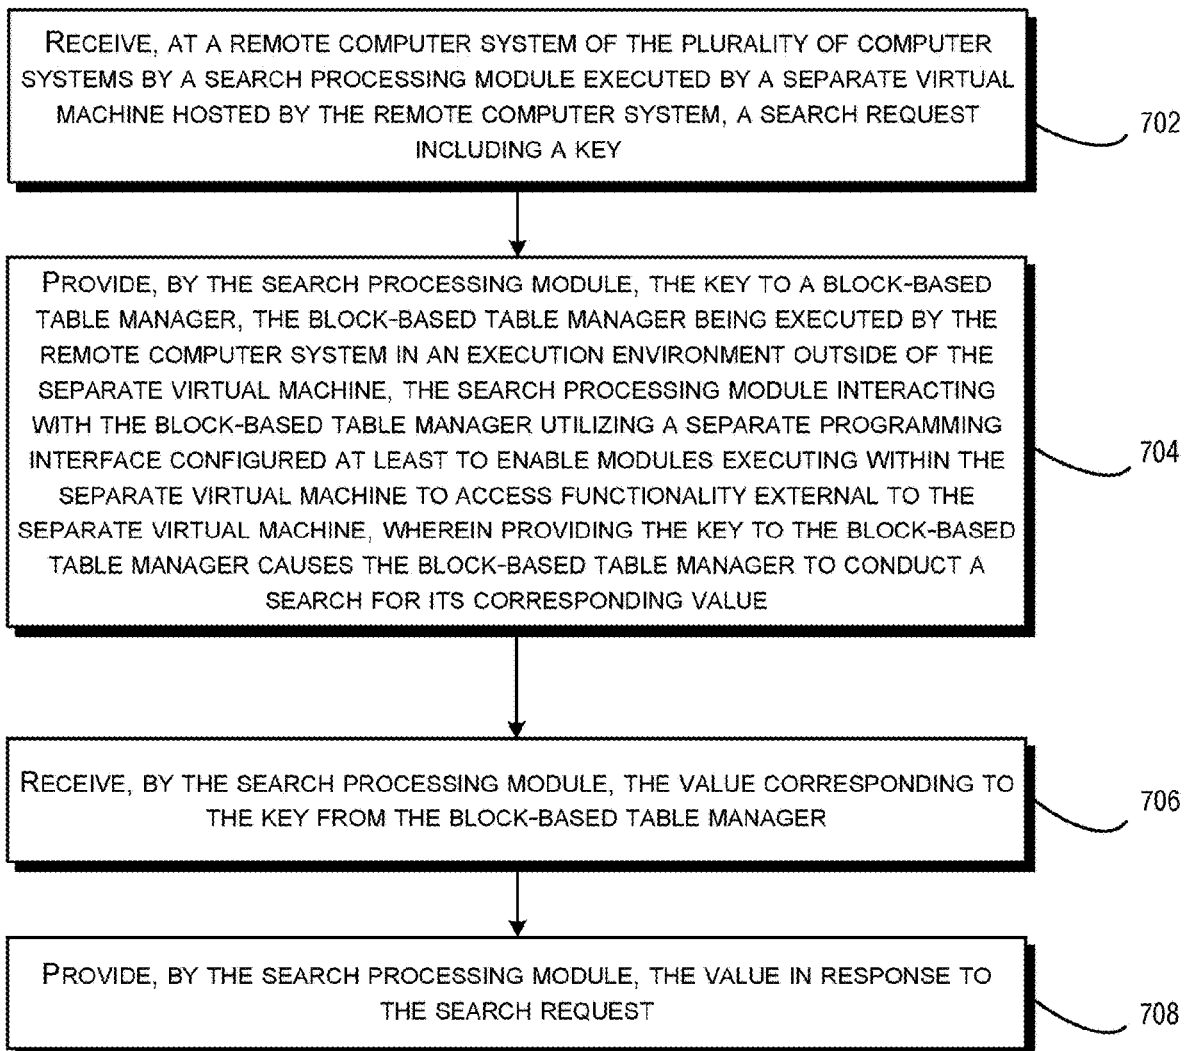 RECEIVE, AT A REMOTE COMPUTER SYSTEM OF THE PLURALITY OF COMPUTER
SYSTEMS BY A SEARCH PROCESSING MODULE EXECUTED BY A SEPARATE VIRTUAL
MACHINE HOSTED BY THE REMOTE COMPUTER SYSTEM, A SEARCH REQUEST
INCLUDING A KEY
702
PROVIDE, BY THE SEARCH PROCESSING MODULE, THE KEY TO A BLOCK-BASED
TABLE MANAGER, THE BLOCK-BASED TABLE MANAGER BEING EXECUTED BY THE
REMOTE COMPUTER SYSTEM IN AN EXECUTION ENVIRONMENT OUTSIDE OF THE
SEPARATE VIRTUAL MACHINE, THE SEARCH PROCESSING MODULE INTERACTING
WITH THE BLOCK-BASED TABLE MANAGER UTILIZING A SEPARATE PROGRAMMING
INTERFACE CONFIGURED AT LEAST TO ENABLE MODULES EXECUTING WITHIN THE
SEPARATE VIRTUAL MACHINE TO ACCESS FUNCTIONALITY EXTERNAL TO THE
SEPARATE VIRTUAL MACHINE, WHEREIN PROVIDING THE KEY TO THE BLOCK-BASED
TABLE MANAGER CAUSES THE BLOCK-BASED TABLE MANAGER TO CONDUCT A
SEARCH FOR ITS CORRESPONDING VALUE
704
RECEIVE, BY THE SEARCH PROCESSING MODULE, THE VALUE CORRESPONDING TO
THE KEY FROM THE BLOCK-BASED TABLE MANAGER
706
PROVIDE, BY THE SEARCH PROCESSING MODULE, THE VALUE IN RESPONSE TO
THE SEARCH REQUEST
708